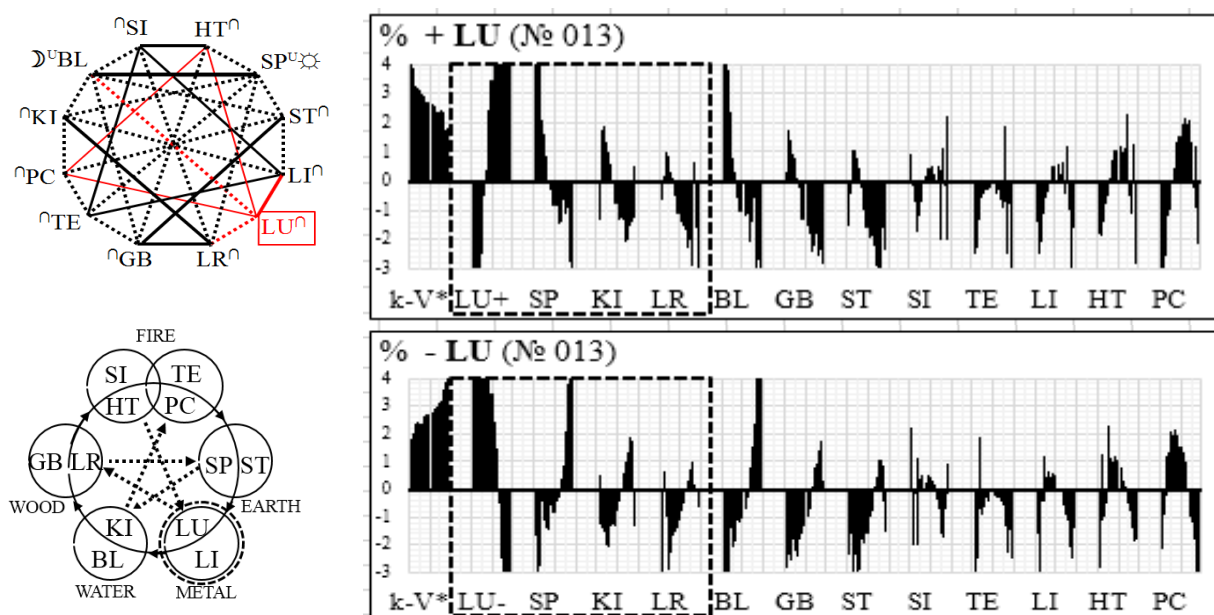 ∩SI HT∩
☽ᵁBL SPᵁ☼
∩KI ST∩
∩PC LI∩
∩TE LU∩
∩GB LR∩
% + LU (№ 013)
4
3
2
1
0
-1
-2
-3
k-V* LU+ SP KI LR BL GB ST SI TE LI HT PC
FIRE
SI TE
HT PC
GB LR SP ST
WOOD EARTH
KI LU
BL LI
WATER METAL
% - LU (№ 013)
4
3
2
1
0
-1
-2
-3
k-V* LU- SP KI LR BL GB ST SI TE LI HT PC